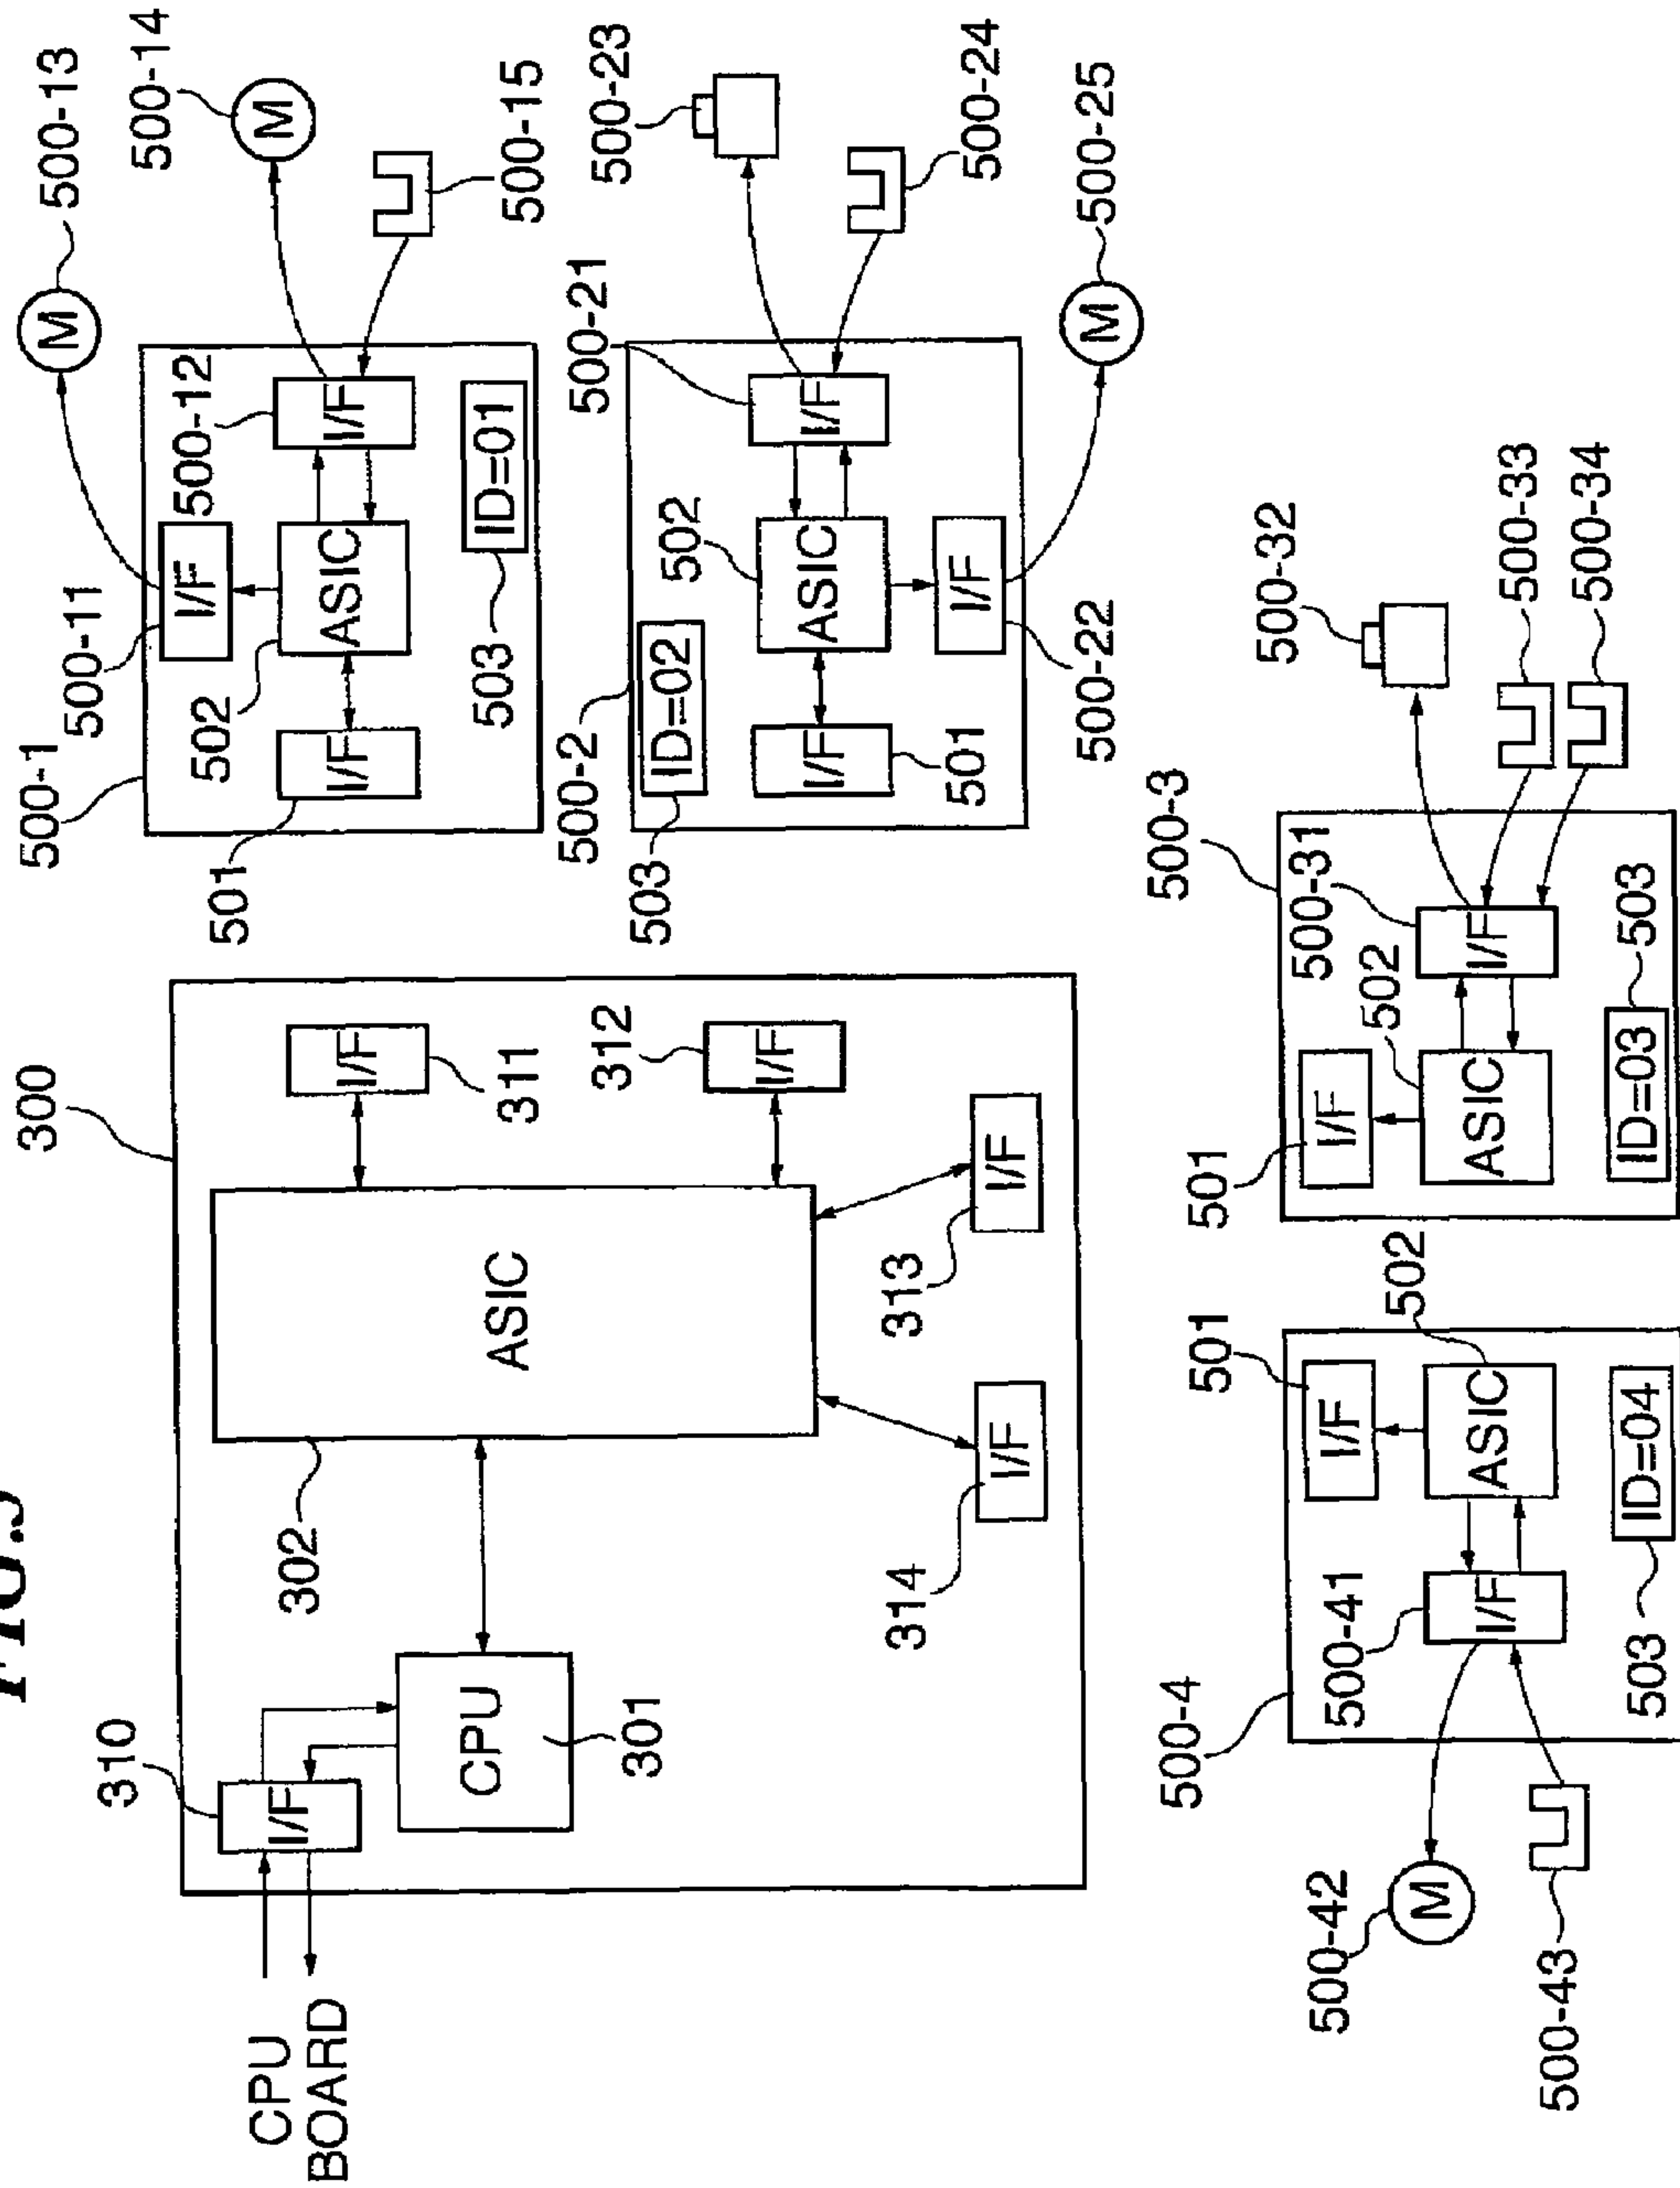 FIG.5
300
310
I/F
CPU
BOARD
CPU
301
302
ASIC
I/F
311
312
I/F
313
I/F
314
I/F
500-1
500-11
I/F
500-12
I/F
502
ASIC
I/F
501
503
ID=01
500-13
M
500-14
M
500-15
500-2
503
ID=02
502
ASIC
I/F
501
500-21
I/F
I/F
500-22
500-23
500-24
500-25
M
500-4
501
I/F
502
ASIC
500-41
I/F
503
ID=04
500-42
M
500-43
500-3
501
I/F
502
ASIC
500-31
I/F
ID=03
503
500-32
500-33
500-34